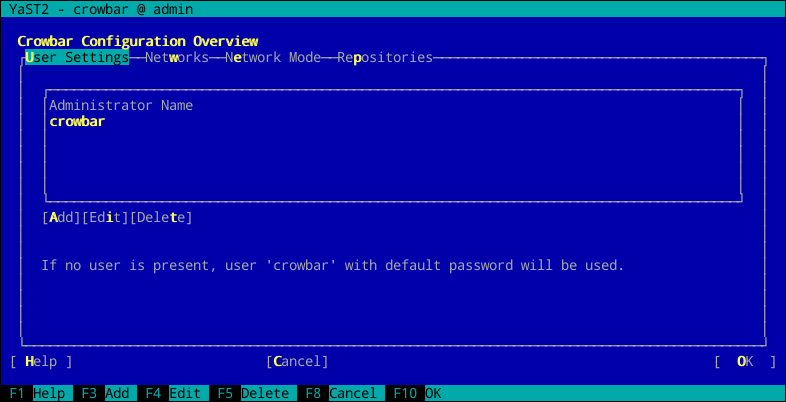 YaST2 - crowbar @ admin
Crowbar Configuration Overview
User Settings Networks Network Mode Repositories
Administrator Name
crowbar
[Add][Edit][Delete]
If no user is present, user 'crowbar' with default password will be used.
[ Help ] [Cancel] [ OK ]
F1 Help F3 Add F4 Edit F5 Delete F8 Cancel F10 OK